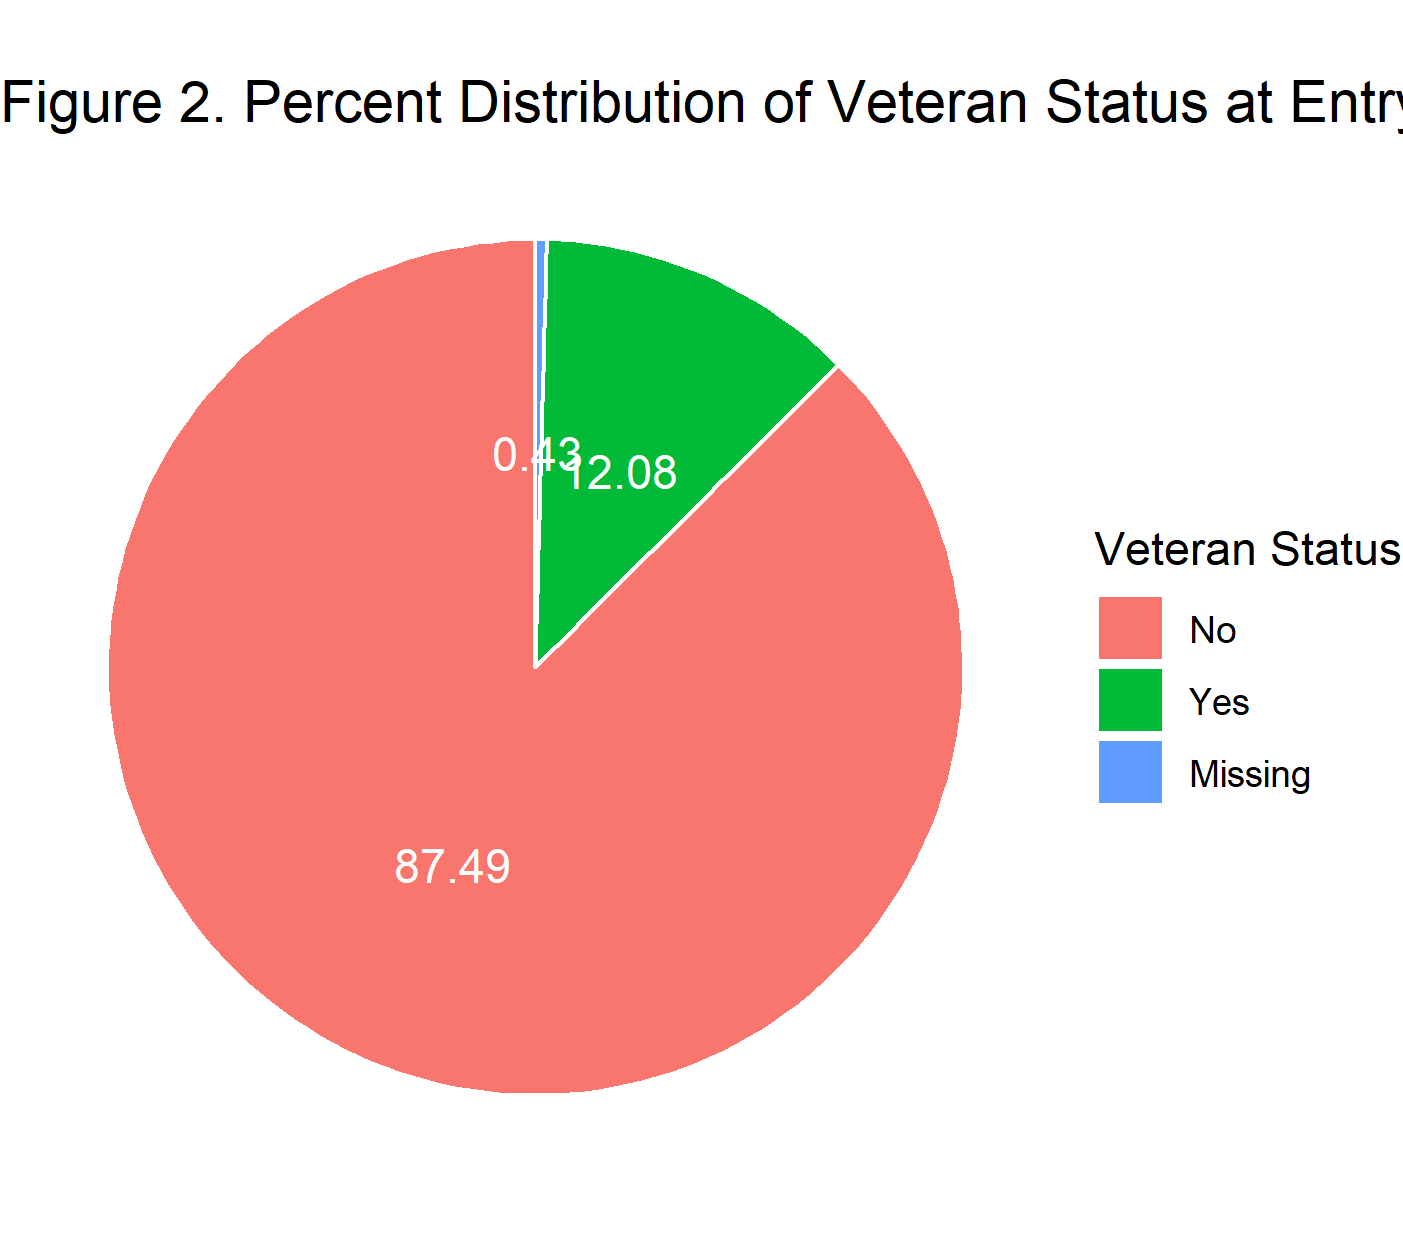 Figure 2. Percent Distribution of Veteran Status at Entry
0.43
12.08
87.49
Veteran Status
No
Yes
Missing